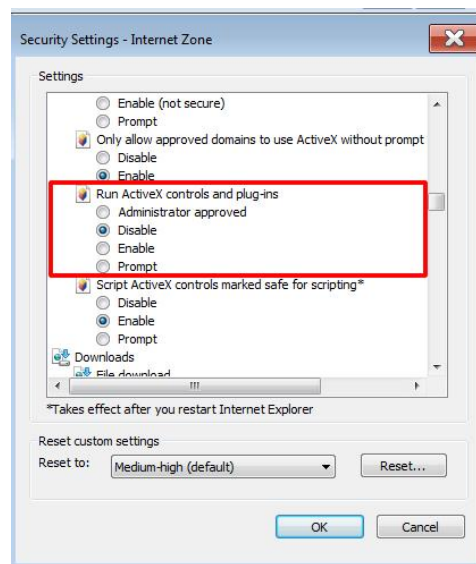 Security Settings - Internet Zone
Settings
Enable (not secure)
Prompt
Only allow approved domains to use ActiveX without prompt
Disable
Enable
Run ActiveX controls and plug-ins
Administrator approved
Disable
Enable
Prompt
Script ActiveX controls marked safe for scripting*
Disable
Enable
Prompt
Downloads
File download
*Takes effect after you restart Internet Explorer
Reset custom settings
Reset to: Medium-high (default) Reset...
OK Cancel